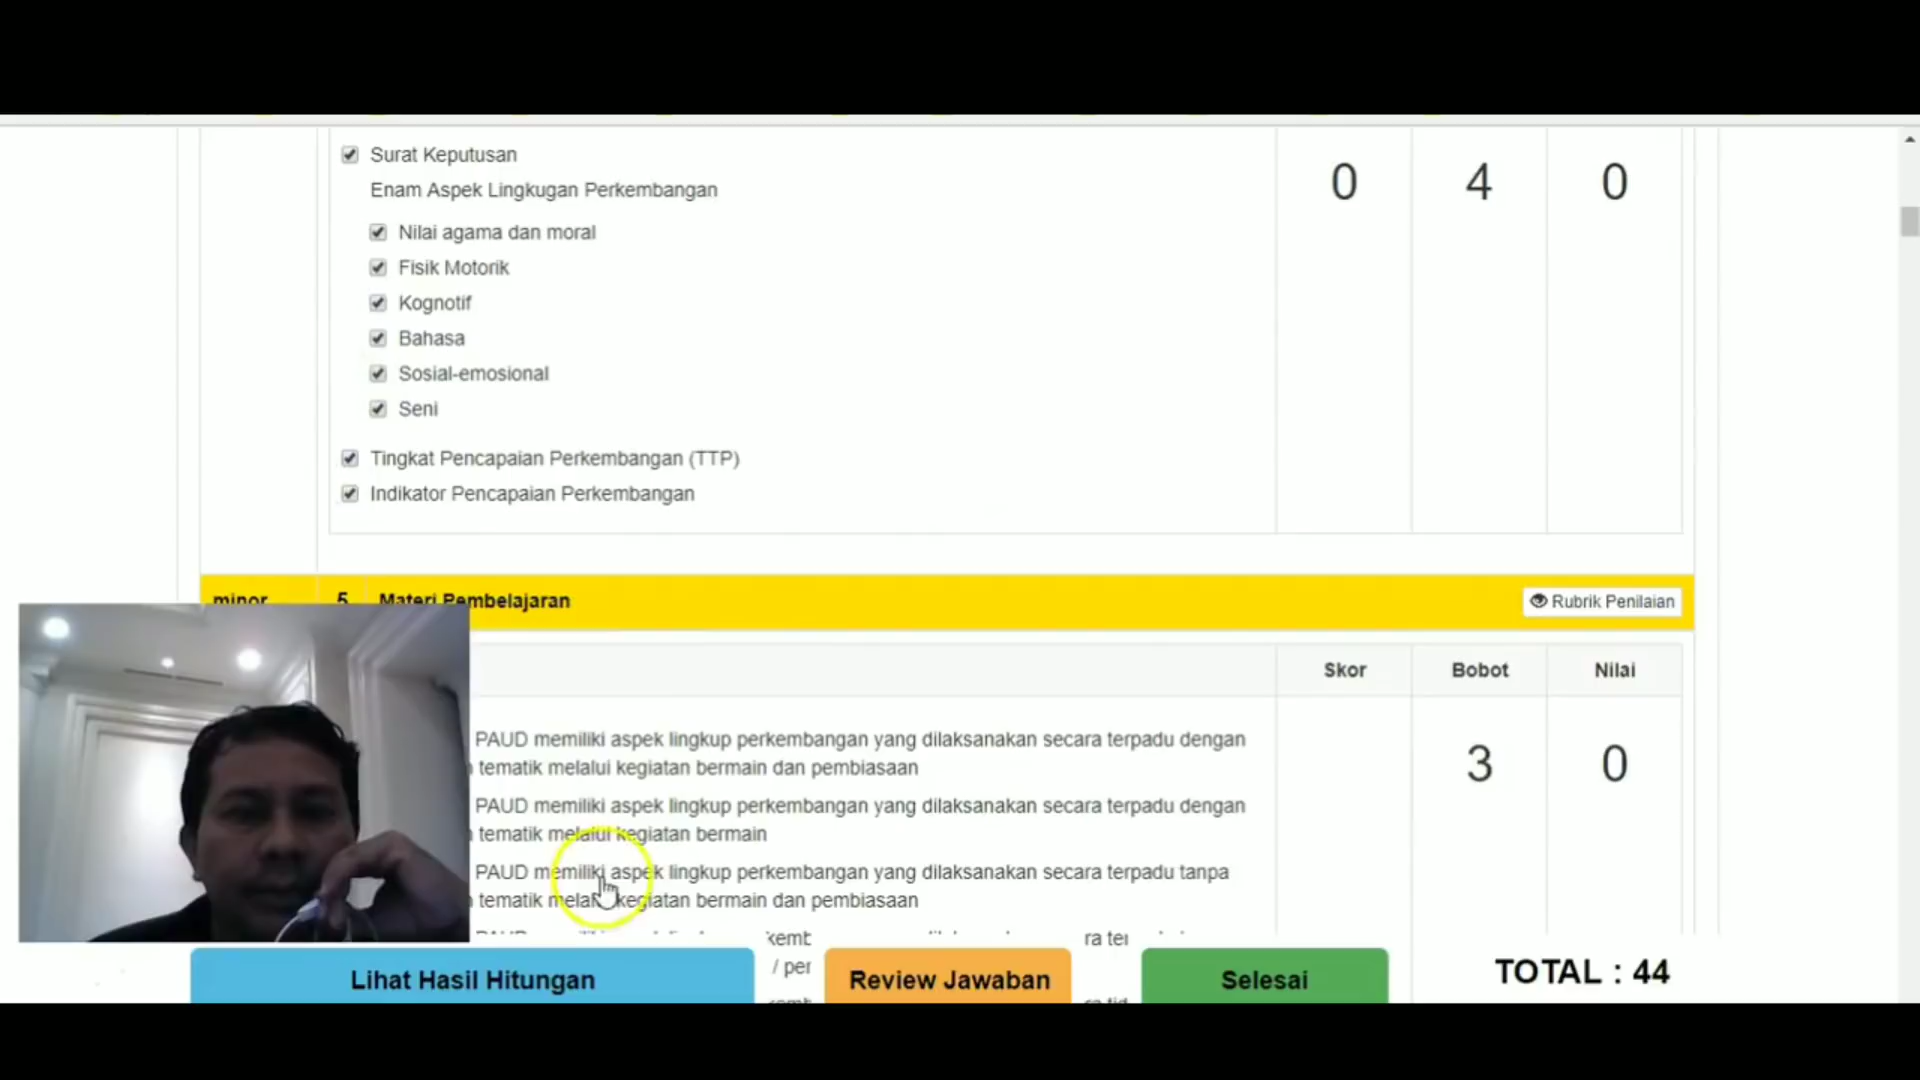 Surat Keputusan
0 4 0
Enam Aspek Lingkugan Perkembangan
Nilai agama dan moral
Fisik Motorik
Kognotif
Bahasa
Sosial-emosional
Seni
Tingkat Pencapaian Perkembangan (TTP)
Indikator Pencapaian Perkembangan
minor 5 Materi Pembelajaran Rubrik Penilaian
Skor Bobot Nilai
PAUD memiliki aspek lingkup perkembangan yang dilaksanakan secara terpadu dengan
tematik melalui kegiatan bermain dan pembiasaan
3 0
PAUD memiliki aspek lingkup perkembangan yang dilaksanakan secara terpadu dengan
tematik melalui kegiatan bermain
PAUD memiliki aspek lingkup perkembangan yang dilaksanakan secara terpadu tanpa
tematik melalui kegiatan bermain dan pembiasaan
Lihat Hasil Hitungan
Review Jawaban
Selesai
TOTAL : 44